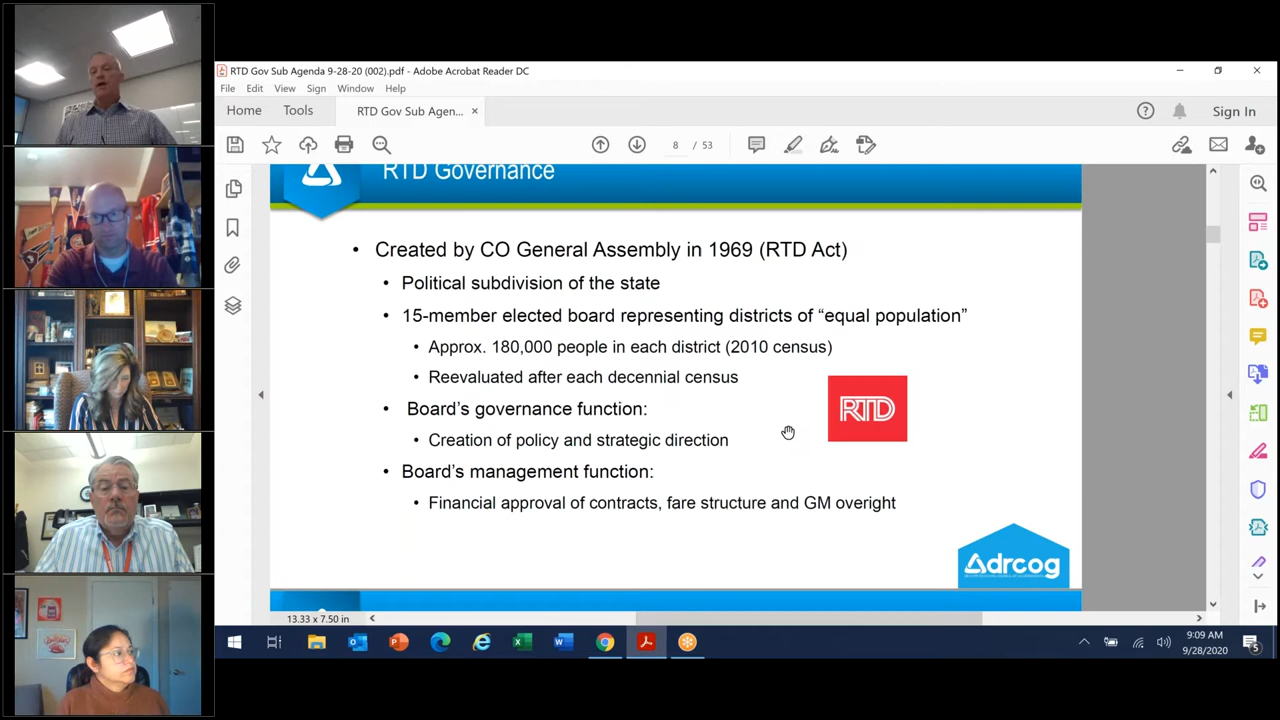 RTD Gov Sub Agenda 9-28-20 (002).pdf - Adobe Acrobat Reader DC
File Edit View Sign Window Help
Home Tools RTD Gov Sub Agen... × Sign In
8 / 53
RTD Governance
• Created by CO General Assembly in 1969 (RTD Act)
• Political subdivision of the state
• 15-member elected board representing districts of “equal population”
• Approx. 180,000 people in each district (2010 census)
• Reevaluated after each decennial census
• Board’s governance function:
• Creation of policy and strategic direction
• Board’s management function:
• Financial approval of contracts, fare structure and GM overight
RTD
drcog
13.33 x 7.50 in
9:09 AM
9/28/2020
5